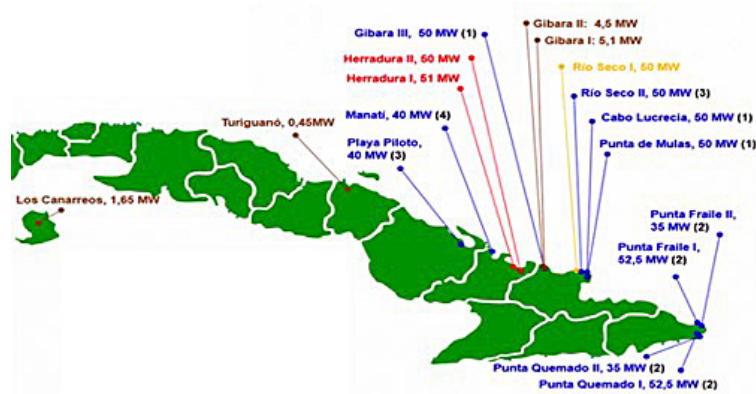 Gibara II: 4,5 MW
Gibara III, 50 MW (1)
Gibara I: 5,1 MW
Herradura II, 50 MW
Herradura I, 51 MW
Río Seco I, 50 MW
Río Seco II, 50 MW (3)
Manatí, 40 MW (4)
Turiguanó, 0,45MW
Cabo Lucrecia, 50 MW (1)
Playa Piloto,
40 MW (3)
Punta de Mulas, 50 MW (1)
Los Canarreos, 1,65 MW
Punta Fraile II,
35 MW (2)
Punta Fraile I,
52,5 MW (2)
Punta Quemado II, 35 MW (2)
Punta Quemado I, 52,5 MW (2)